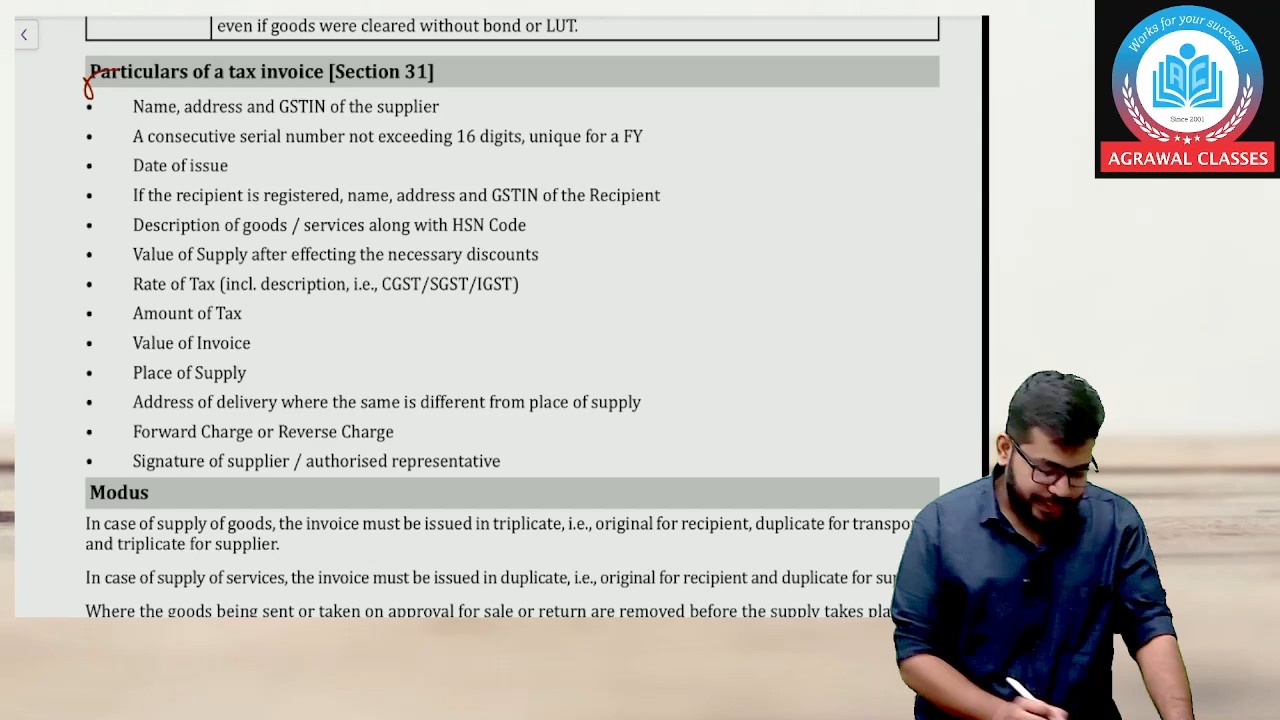 even if goods were cleared without bond or LUT.
Particulars of a tax invoice [Section 31]
• Name, address and GSTIN of the supplier
• A consecutive serial number not exceeding 16 digits, unique for a FY
• Date of issue
• If the recipient is registered, name, address and GSTIN of the Recipient
• Description of goods / services along with HSN Code
• Value of Supply after effecting the necessary discounts
• Rate of Tax (incl. description, i.e., CGST/SGST/IGST)
• Amount of Tax
• Value of Invoice
• Place of Supply
• Address of delivery where the same is different from place of supply
• Forward Charge or Reverse Charge
• Signature of supplier / authorised representative
Modus
In case of supply of goods, the invoice must be issued in triplicate, i.e., original for recipient, duplicate for
and triplicate for supplier.
In case of supply of services, the invoice must be issued in duplicate, i.e., original for recipient and duplicate for
Where the goods being sent or taken on approval for sale or return are removed before the supply takes
Works for your success!
AC
Since 2001
AGRAWAL CLASSES